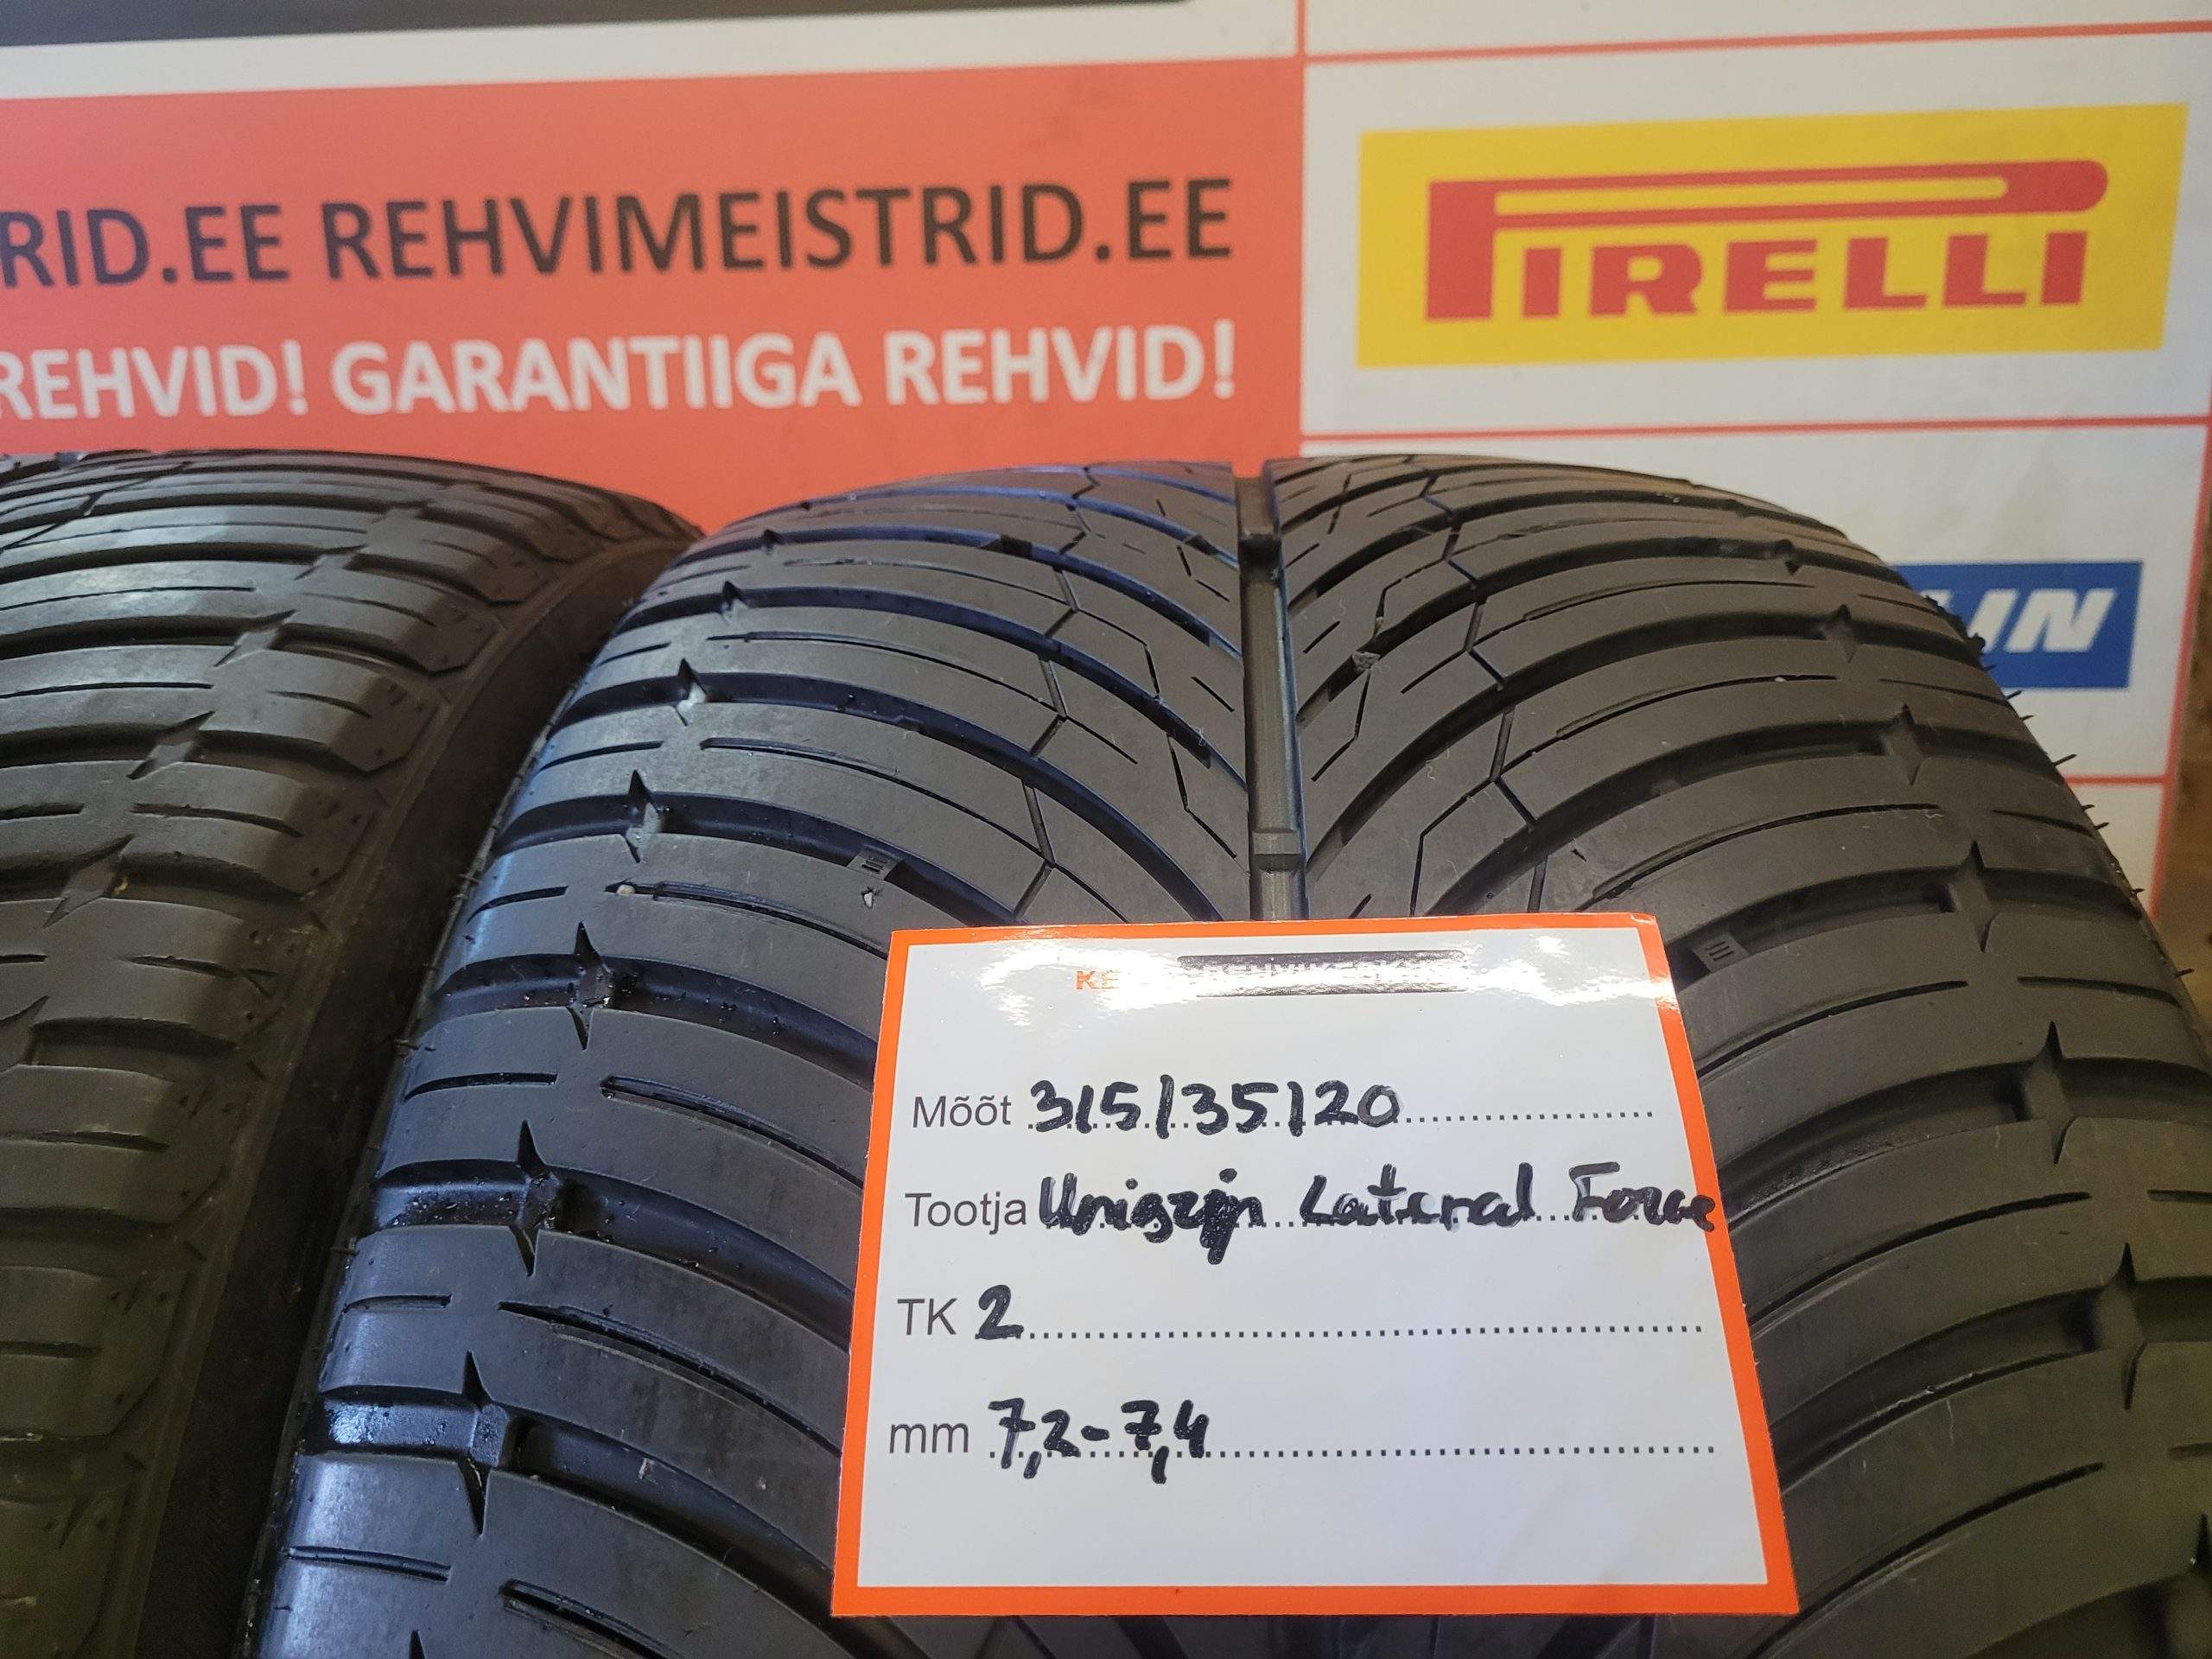 RID.EE REHVIMEISTRID.EE
REHVID! GARANTIIGA REHVID!
PIRELLI
LIN
Mõõt 315/35/20
Tootja Unigrip Lateral Force
TK 2
mm 7,2-7,4